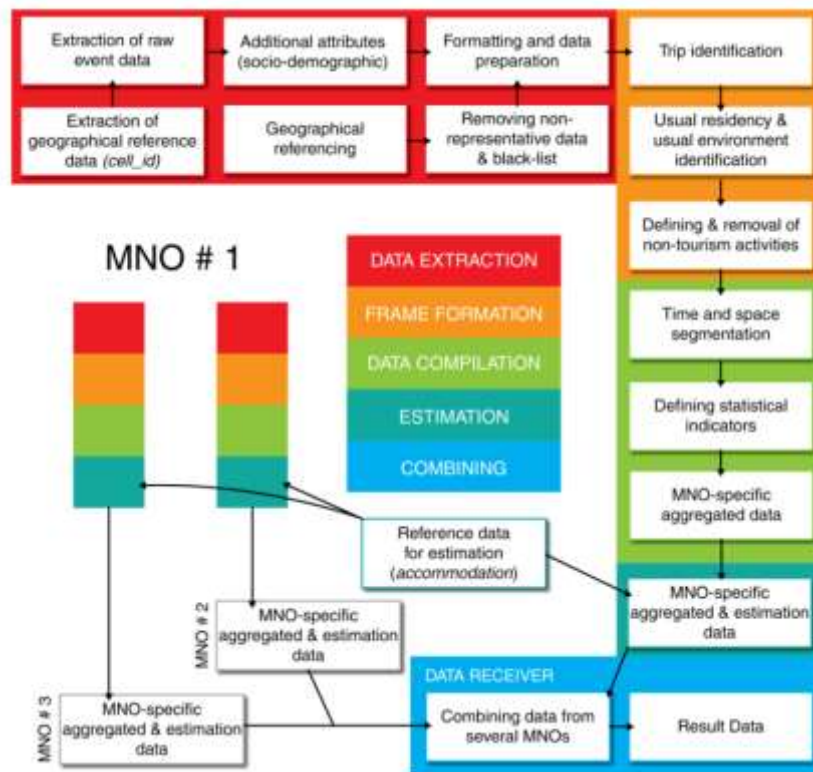 Extraction of raw
event data
Additional attributes
(socio-demographic)
Formatting and data
preparation
Trip identification
Extraction of
geographical reference
data (cell_id)
Geographical
referencing
Removing non-
representative data
& black-list
Usual residency &
usual environment
identification
Defining & removal of
non-tourism activities
MNO # 1
DATA EXTRACTION
FRAME FORMATION
DATA COMPILATION
ESTIMATION
COMBINING
Time and space
segmentation
Defining statistical
indicators
MNO-specific
aggregated data
Reference data
for estimation
(accommodation)
MNO-specific
aggregated & estimation
data
MNO # 2
MNO-specific
aggregated & estimation
data
MNO # 3
MNO-specific
aggregated & estimation
data
DATA RECEIVER
Combining data from
several MNOs
Result Data